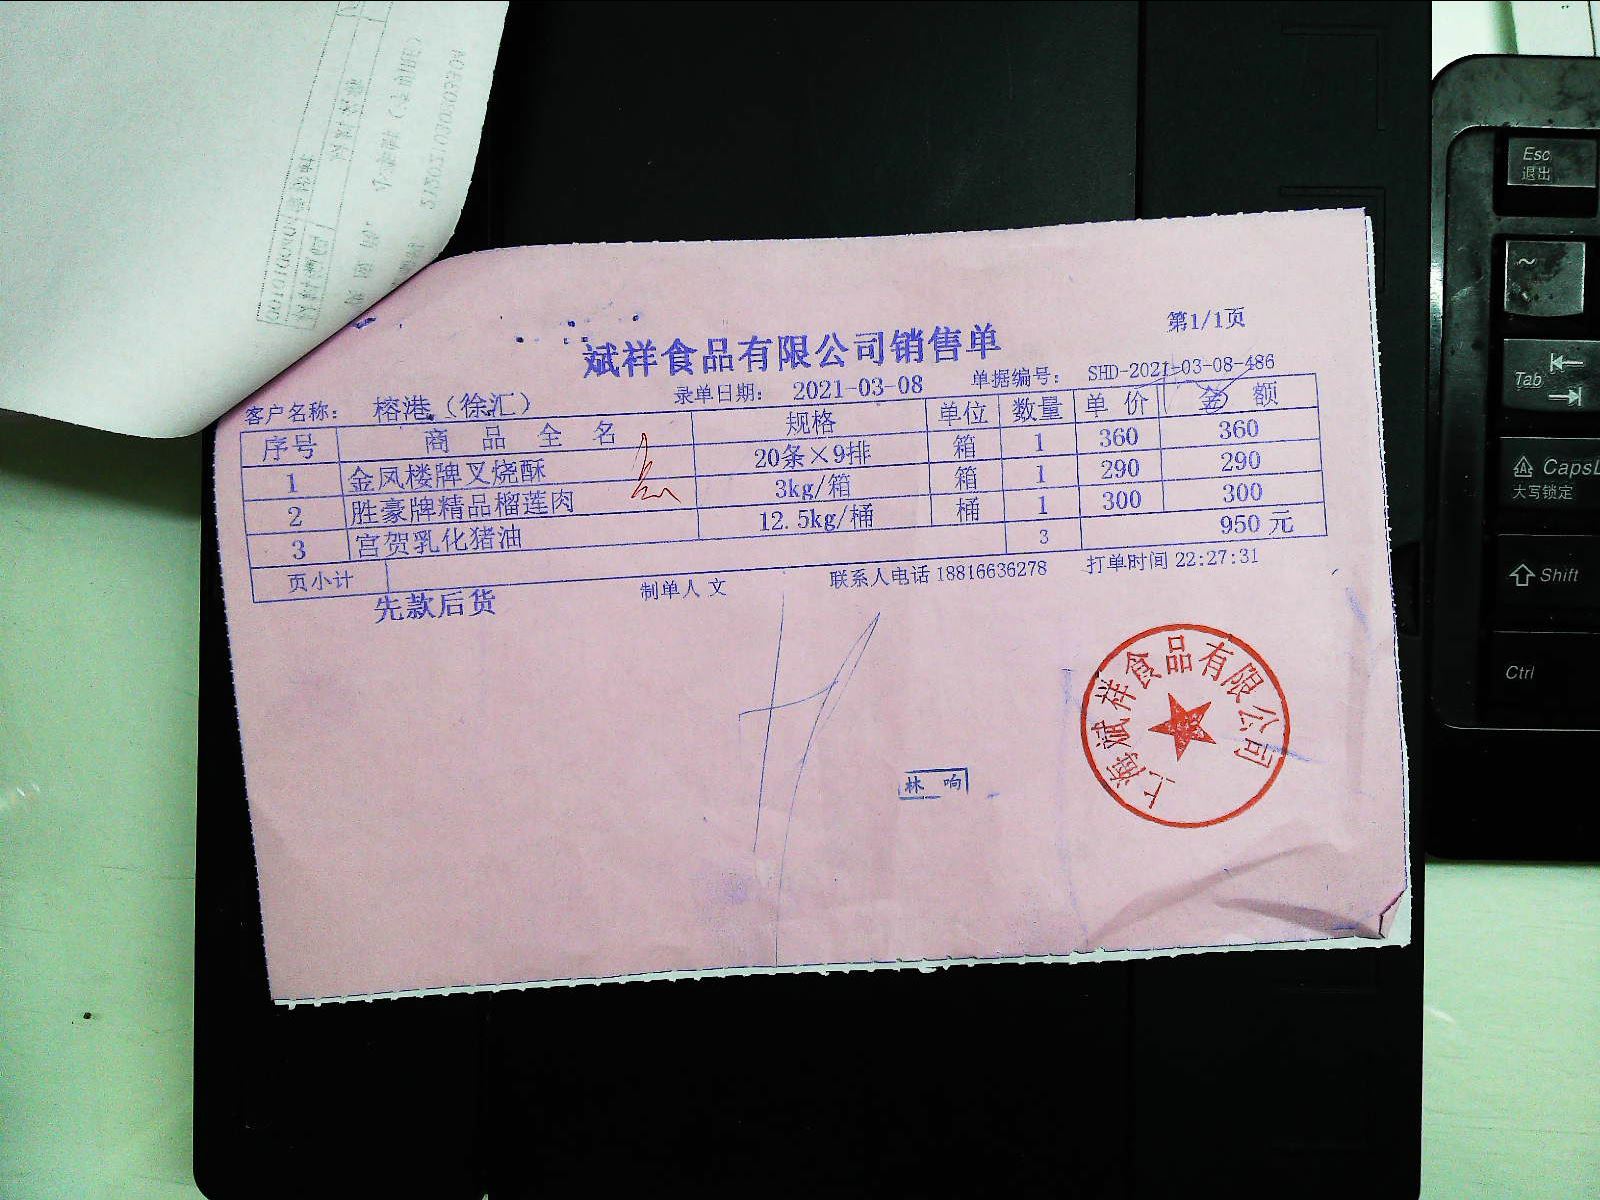 第1/1页
斌祥食品有限公司销售单
客户名称： 榕港（徐汇） 录单日期： 2021-03-08 单据编号： SHD-2021-03-08-486
序号 商 品 全 名 规格 单位 数量 单 价 金 额
1 金凤楼牌叉烧酥 20条×9排 箱 1 360 360
2 胜豪牌精品榴莲肉 3kg/箱 箱 1 290 290
3 宫贺乳化猪油 12.5kg/桶 桶 1 300 300
页小计 3 950 元
先款后货 制单人 文 联系人电话 18816636278 打单时间 22:27:31
林 响
上海斌祥食品有限公司
Esc
退出
~
Tab
CapsL
大写锁定
Shift
Ctrl